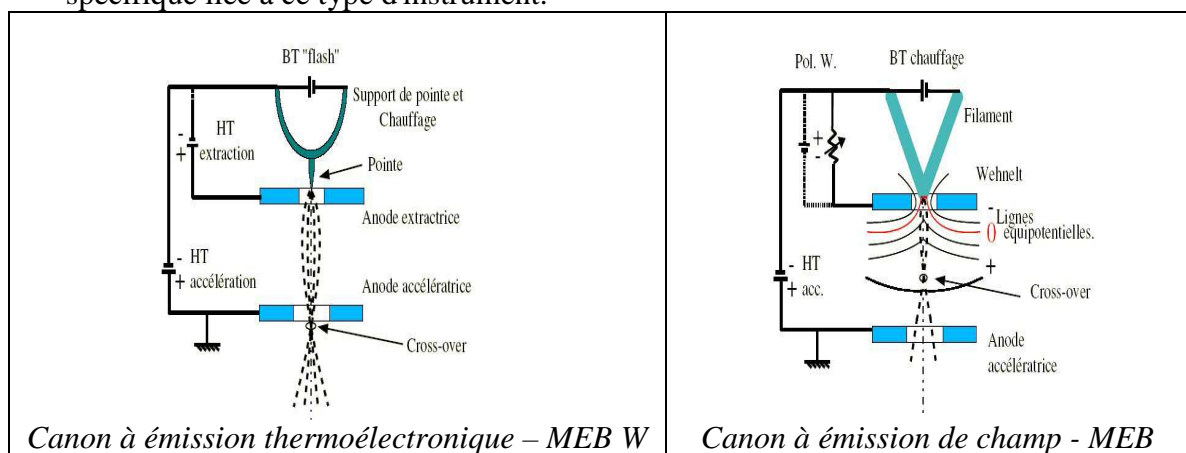 spécifique liée à ce type d'instrument.
BT "flash"
Support de pointe et
Chauffage
-
+
HT
extraction
Pointe
Anode extractrice
- HT
+ accélération
Anode accélératrice
Cross-over
Canon à émission thermoélectronique – MEB W
Pol. W.
BT chauffage
Filament
+
-
Wehnelt
-
Lignes
0 équipotentielles.
+
- HT
+ acc.
Cross-over
Anode
accélératrice
Canon à émission de champ - MEB